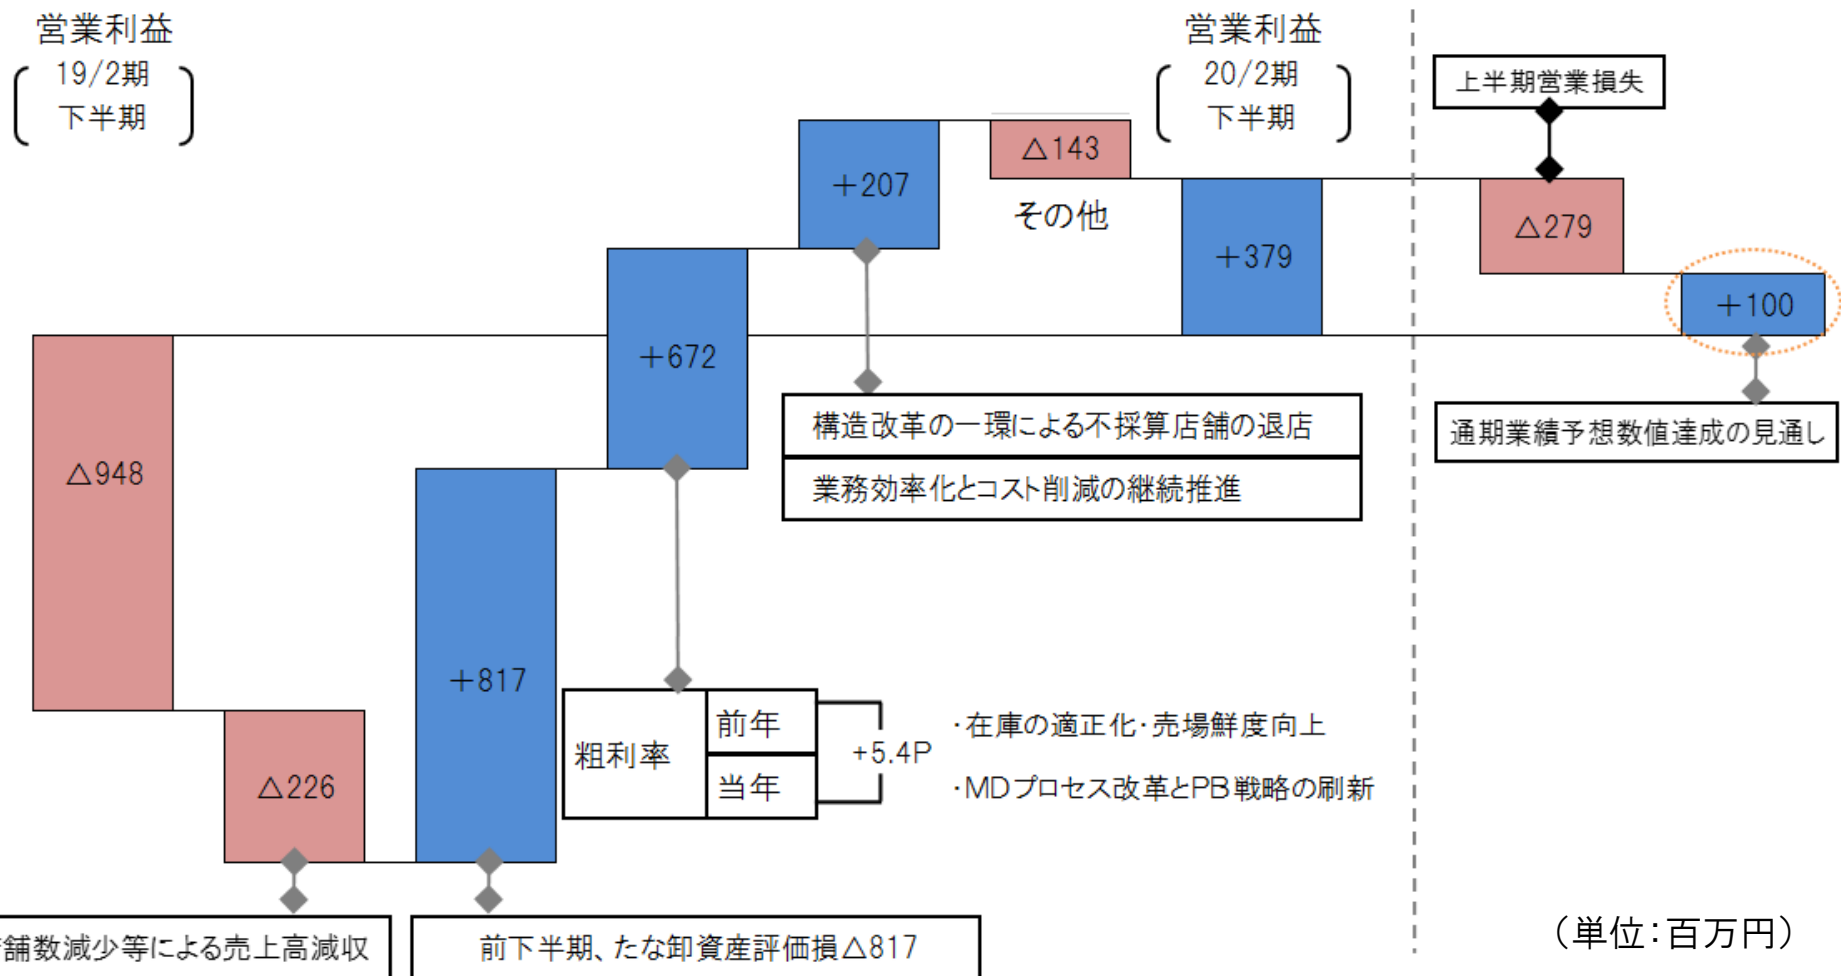 営業利益
19/2期
下半期
営業利益
20/2期
下半期
上半期営業損失
△143
+207
その他
△279
+379
+100
+672
構造改革の一環による不採算店舗の退店
業務効率化とコスト削減の継続推進
通期業績予想数値達成の見通し
△948
+817
粗利率
前年
当年
+5.4P
・在庫の適正化・売場鮮度向上
・MDプロセス改革とPB戦略の刷新
△226
舗数減少等による売上高減収
前下半期、たな卸資産評価損△817
（単位：百万円）